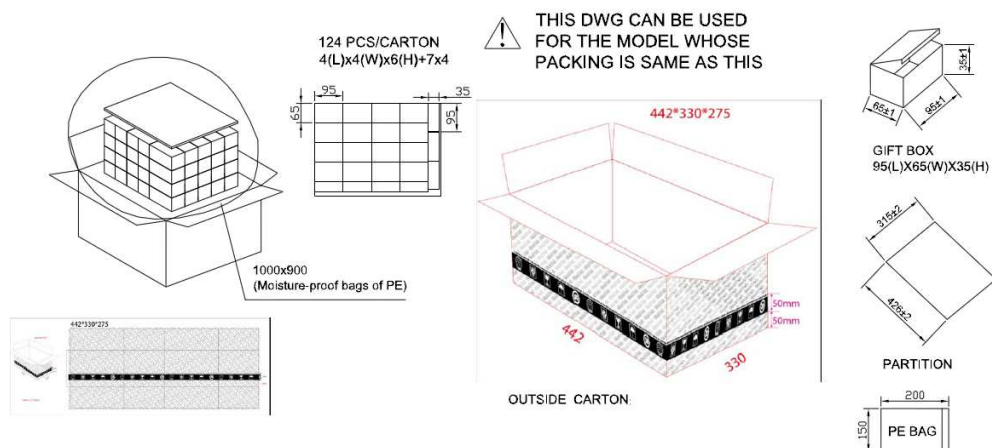 124 PCS/CARTON
4(L)x4(W)x6(H)+7x4
95
35
65
95
1000x900
(Moisture-proof bags of PE)
442*330*275
THIS DWG CAN BE USED
FOR THE MODEL WHOSE
PACKING IS SAME AS THIS
442*330*275
50mm
50mm
442
330
OUTSIDE CARTON:
35±1
65±1
95±1
GIFT BOX
95(L)X65(W)X35(H)
315±2
426±2
PARTITION
200
150
PE BAG